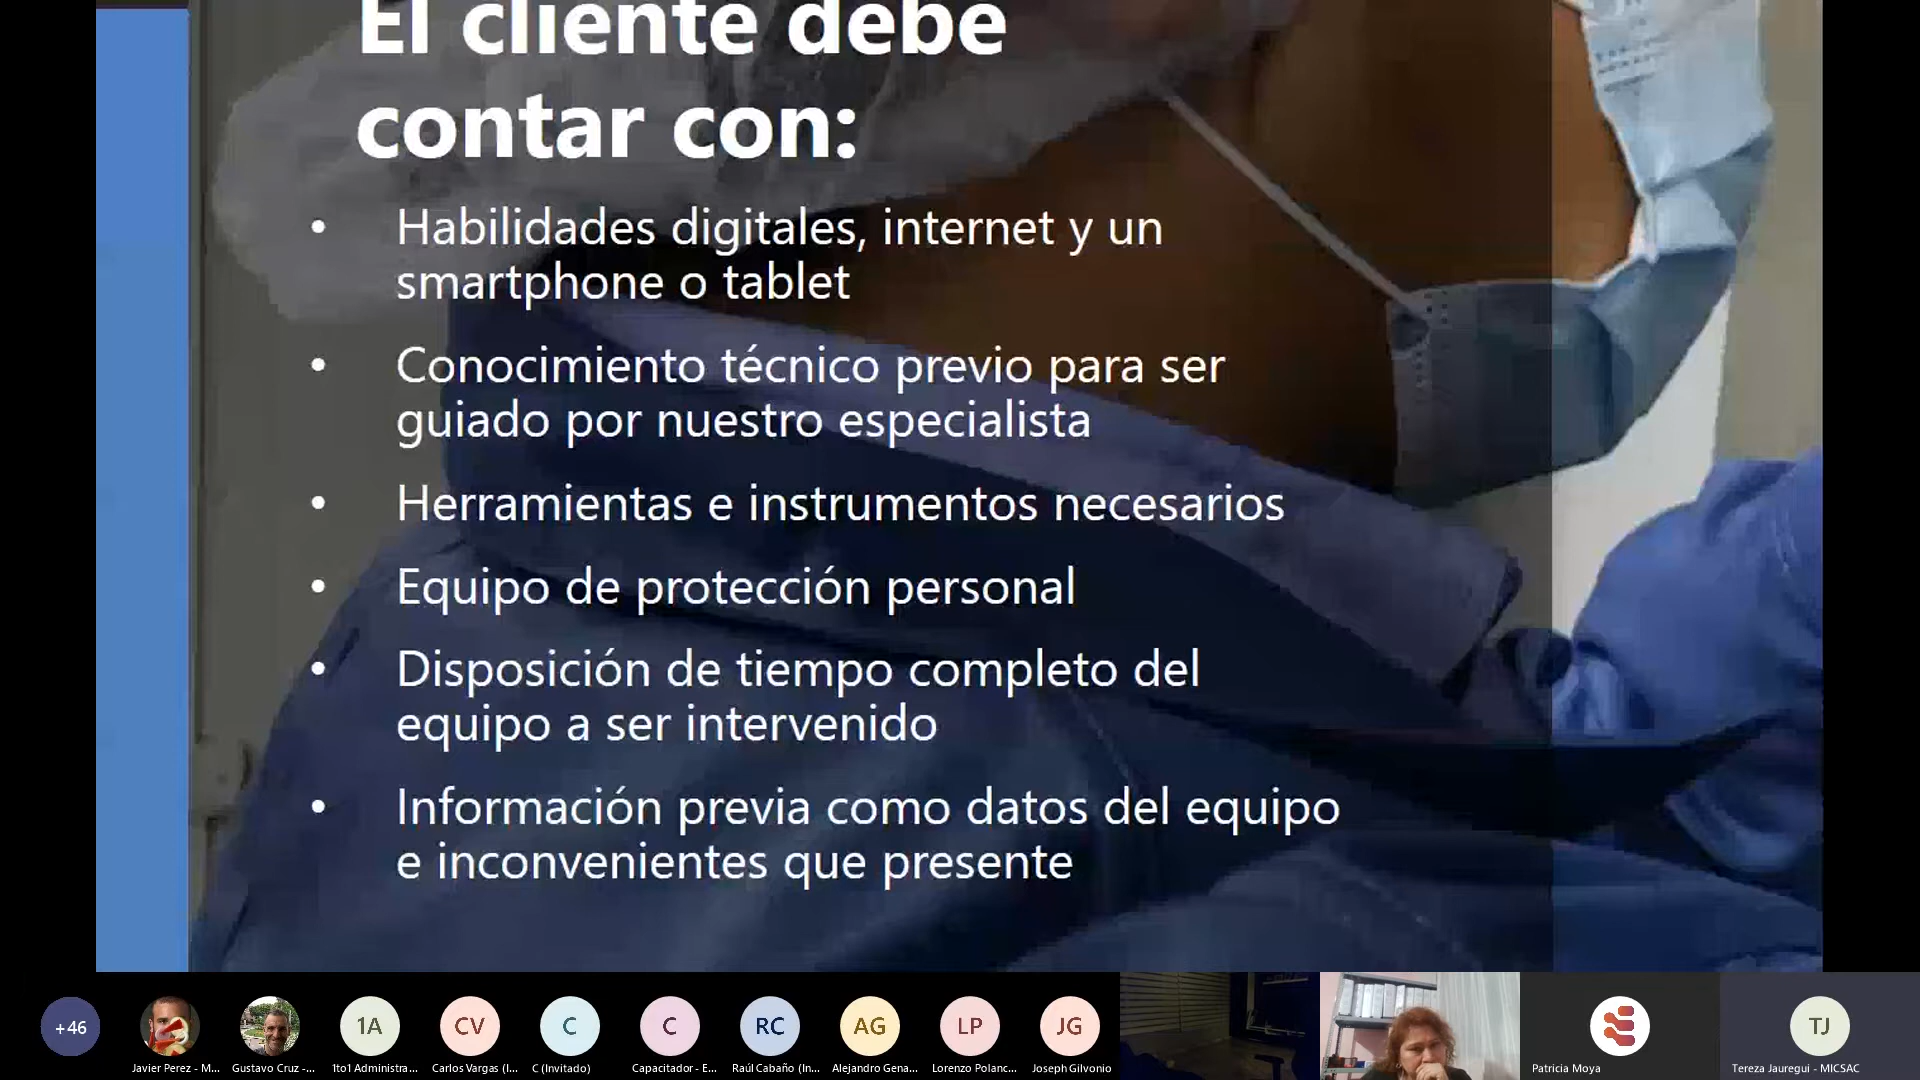 El cliente debe
contar con:
• Habilidades digitales, internet y un
smartphone o tablet
• Conocimiento técnico previo para ser
guiado por nuestro especialista
• Herramientas e instrumentos necesarios
• Equipo de protección personal
• Disposición de tiempo completo del
equipo a ser intervenido
• Información previa como datos del equipo
e inconvenientes que presente
+46
1A
CV
C
C
RC
AG
LP
JG
TJ
Javier Perez - M...
Gustavo Cruz -...
1to1 Administra...
Carlos Vargas (I...
C (Invitado)
Capacitador - E...
Raúl Cabaño (In...
Alejandro Gena...
Lorenzo Polanc...
Joseph Gilvonio
Patricia Moya
Tereza Jauregui - MICSAC